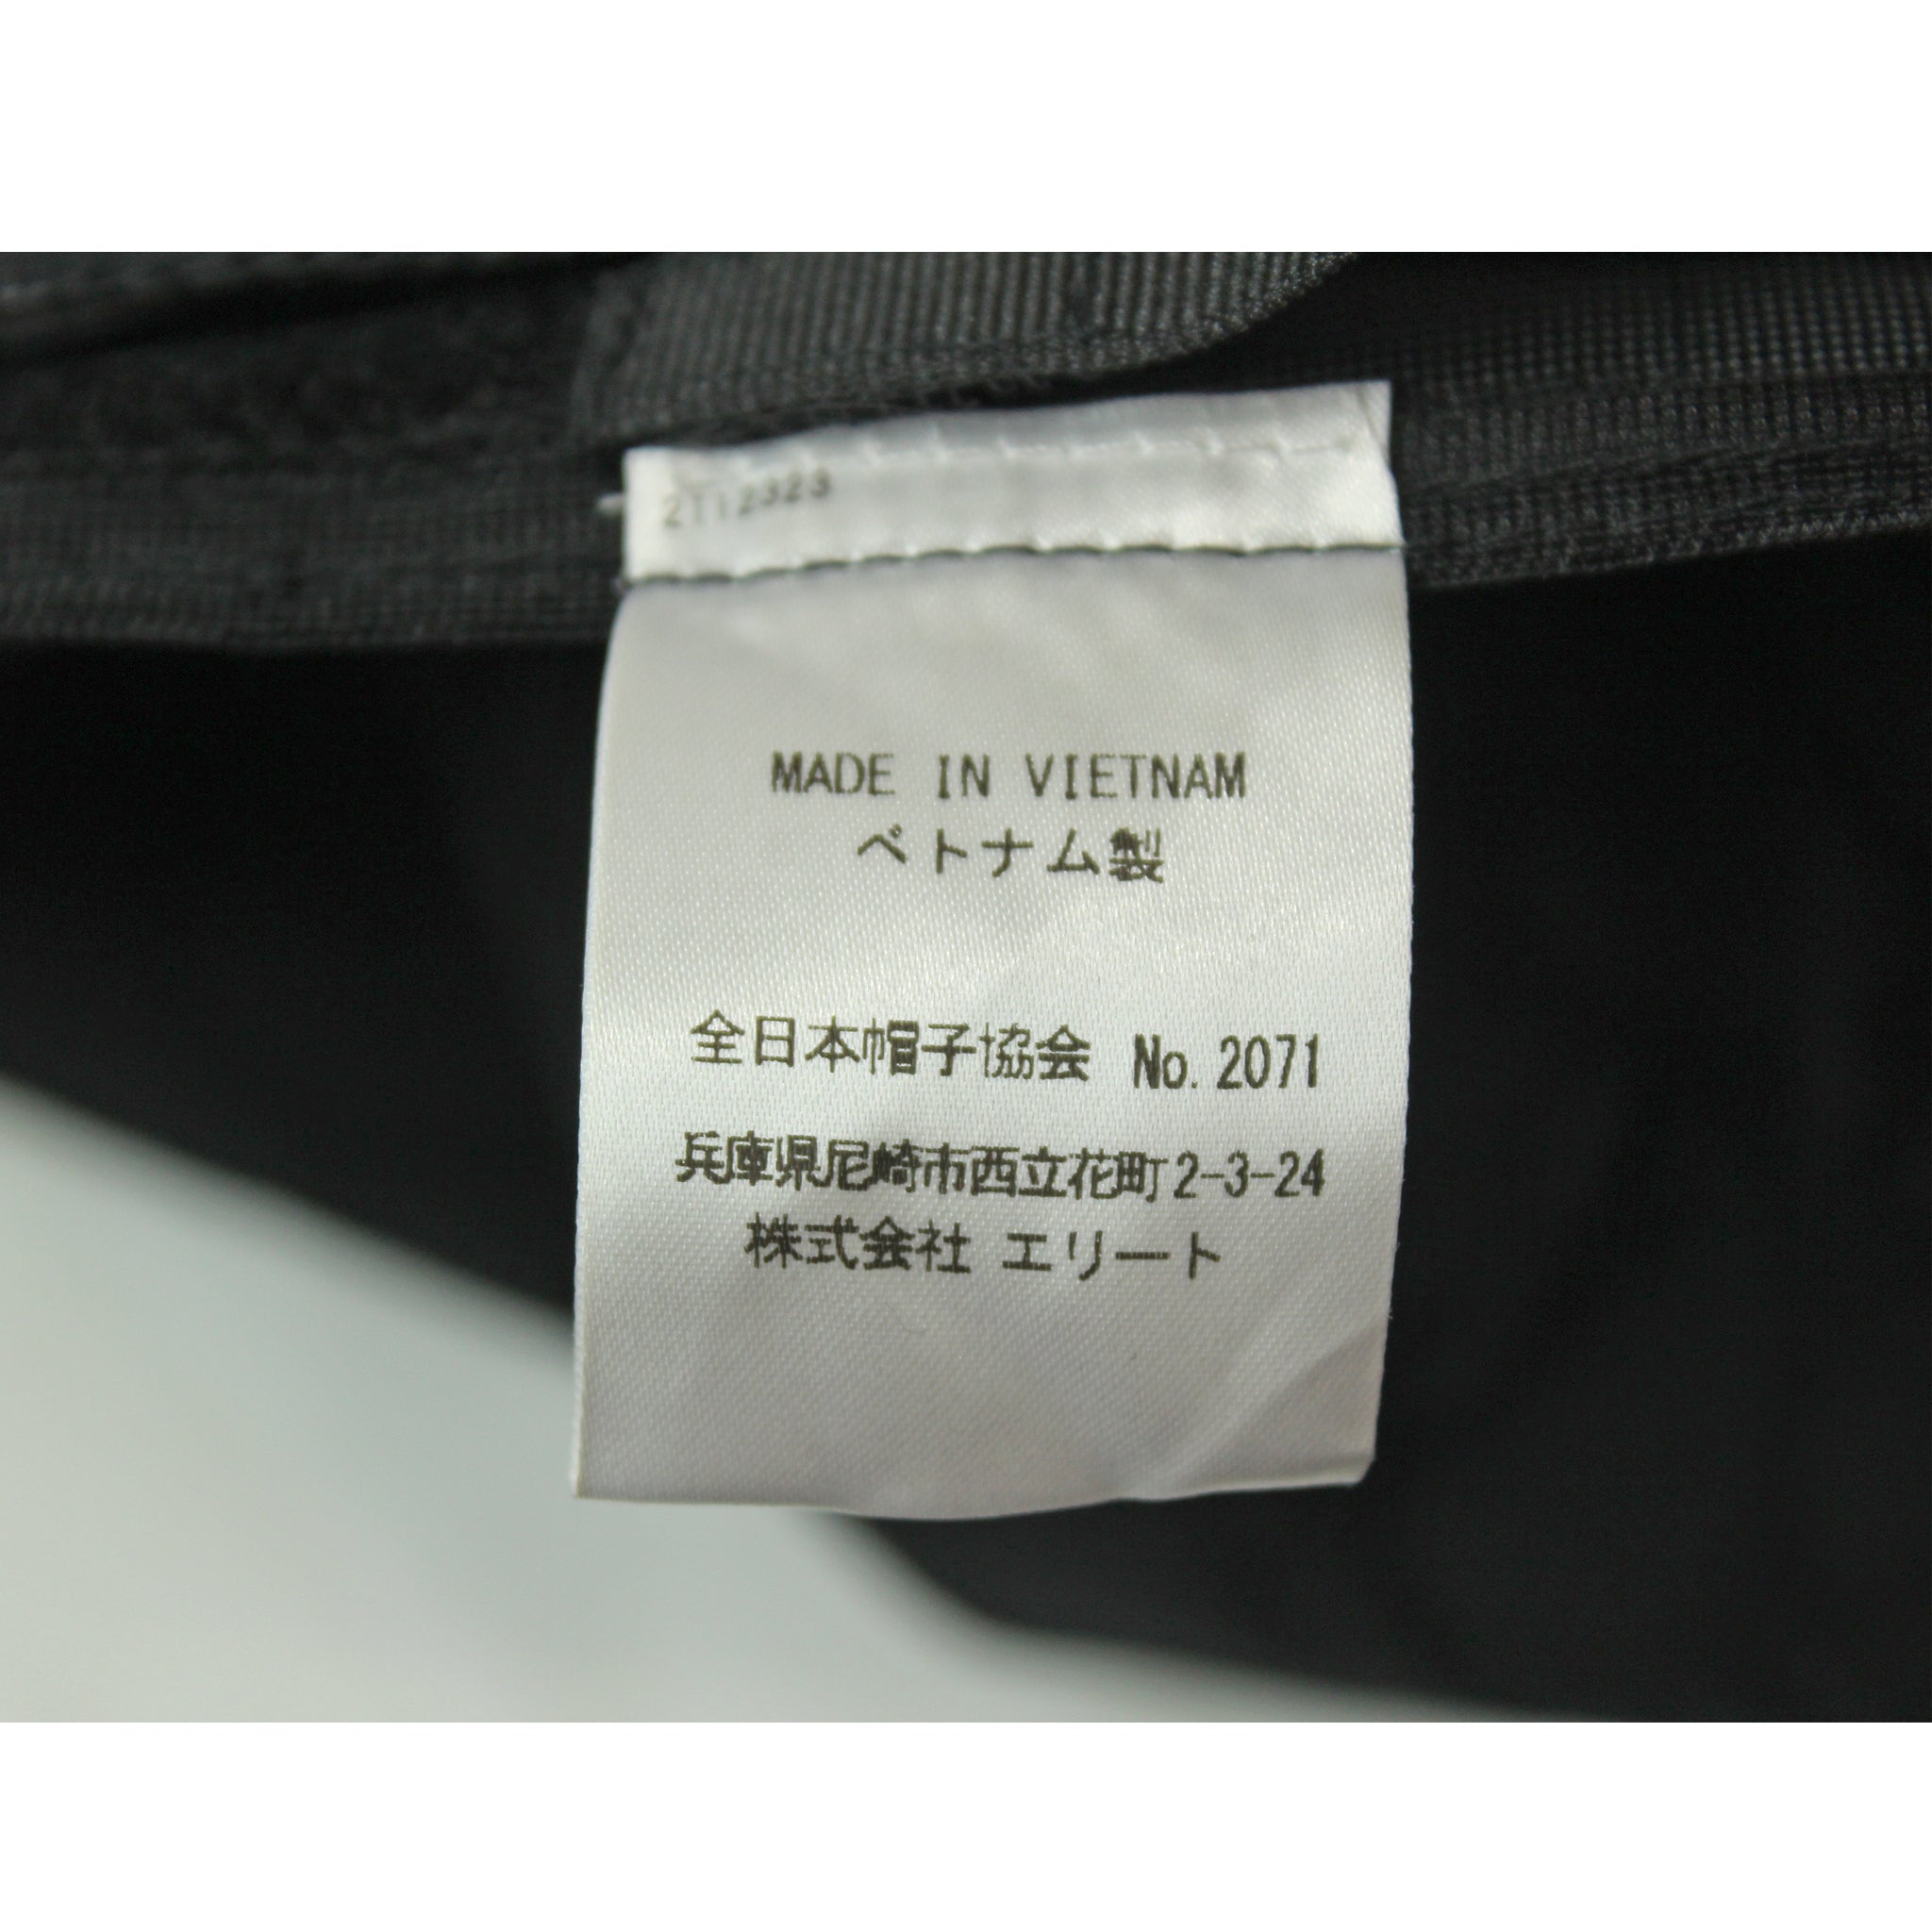 2T12323
MADE IN VIETNAM
ベトナム製
全日本帽子協会 No.2071
兵庫県尼崎市西立花町2-3-24
株式会社 エリート